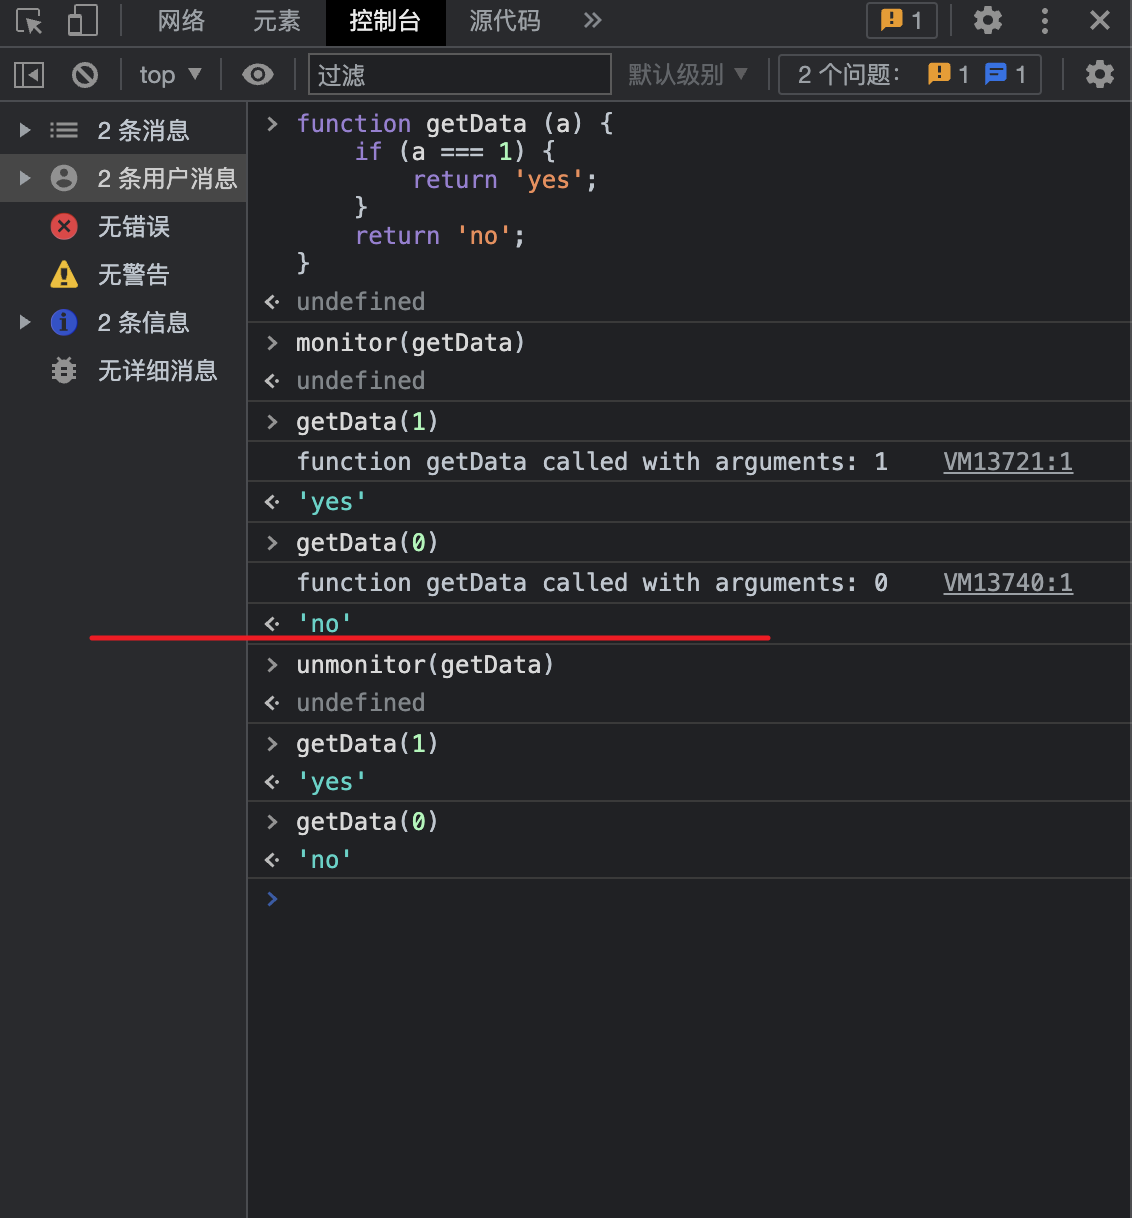 网络 元素 控制台 源代码 1
top 过滤 默认级别 2 个问题: 1 1
2 条消息
2 条用户消息
无错误
无警告
2 条信息
无详细消息
function getData (a) {
    if (a === 1) {
        return 'yes';
    }
    return 'no';
}
undefined
monitor(getData)
undefined
getData(1)
function getData called with arguments: 1 VM13721:1
'yes'
getData(0)
function getData called with arguments: 0 VM13740:1
'no'
unmonitor(getData)
undefined
getData(1)
'yes'
getData(0)
'no'